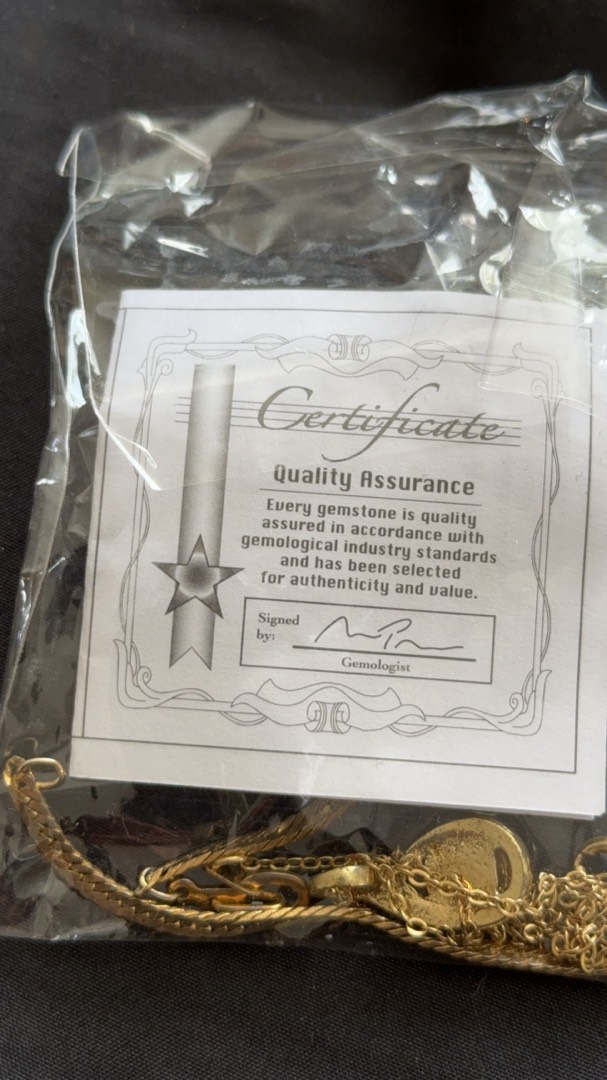 Certificate
Quality Assurance
Every gemstone is quality
assured in accordance with
gemological industry standards
and has been selected
for authenticity and value.
Signed
by:
Gemologist